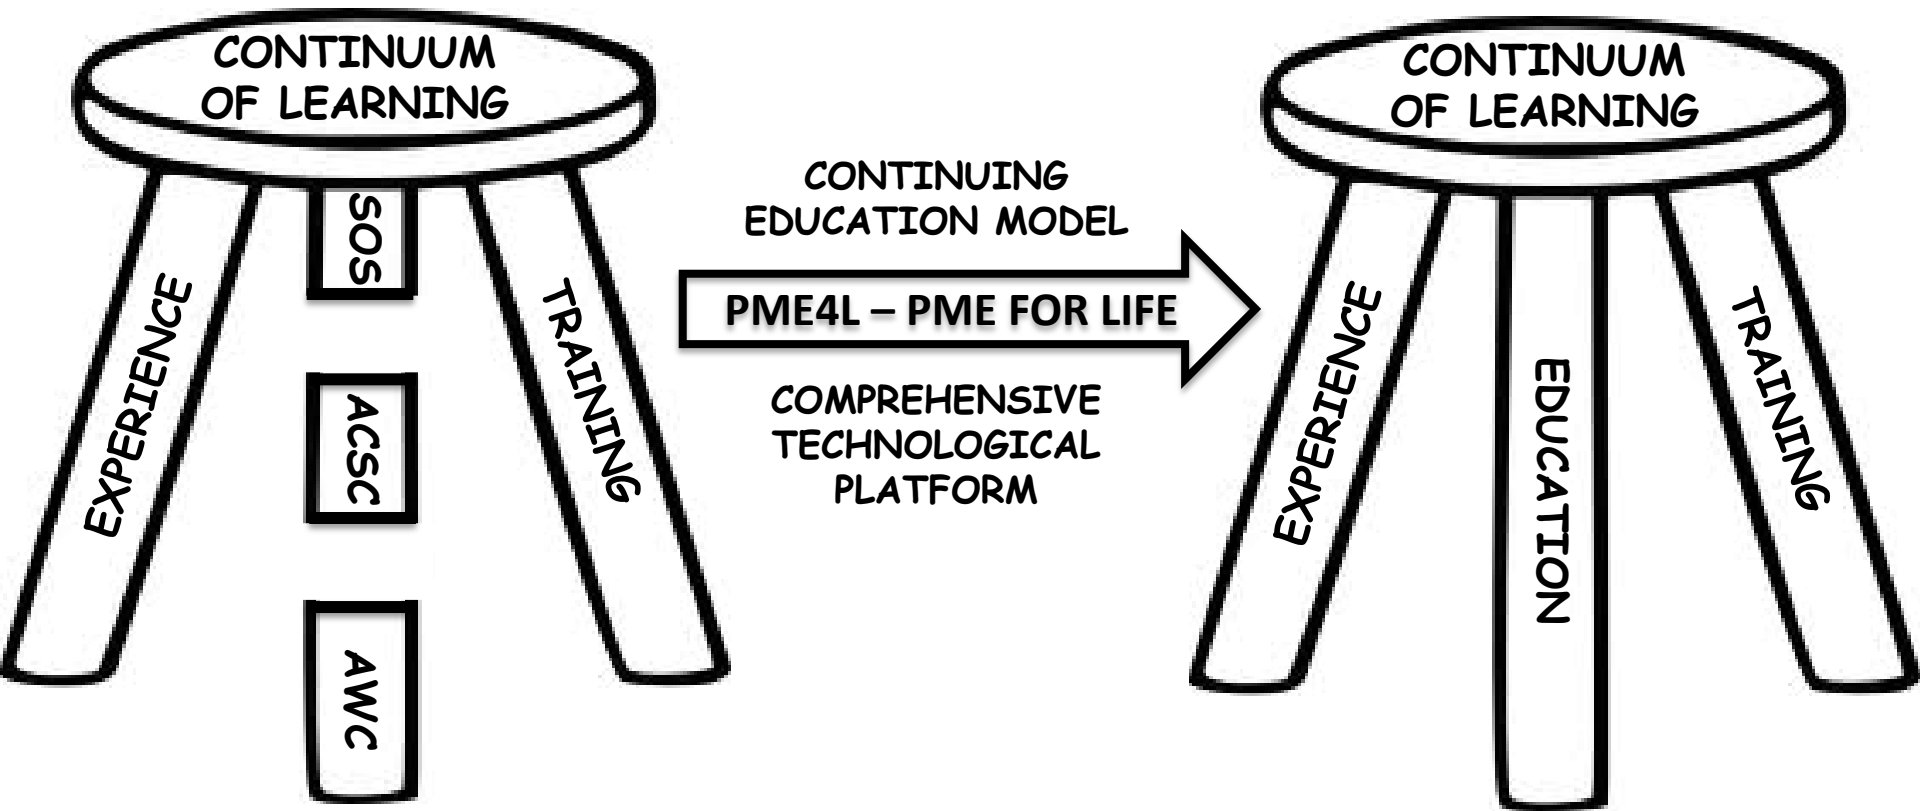 CONTINUUM
OF LEARNING
EXPERIENCE
SOS
ACSC
AWC
TRAINING
CONTINUING
EDUCATION MODEL
PME4L – PME FOR LIFE
COMPREHENSIVE
TECHNOLOGICAL
PLATFORM
CONTINUUM
OF LEARNING
EXPERIENCE
EDUCATION
TRAINING